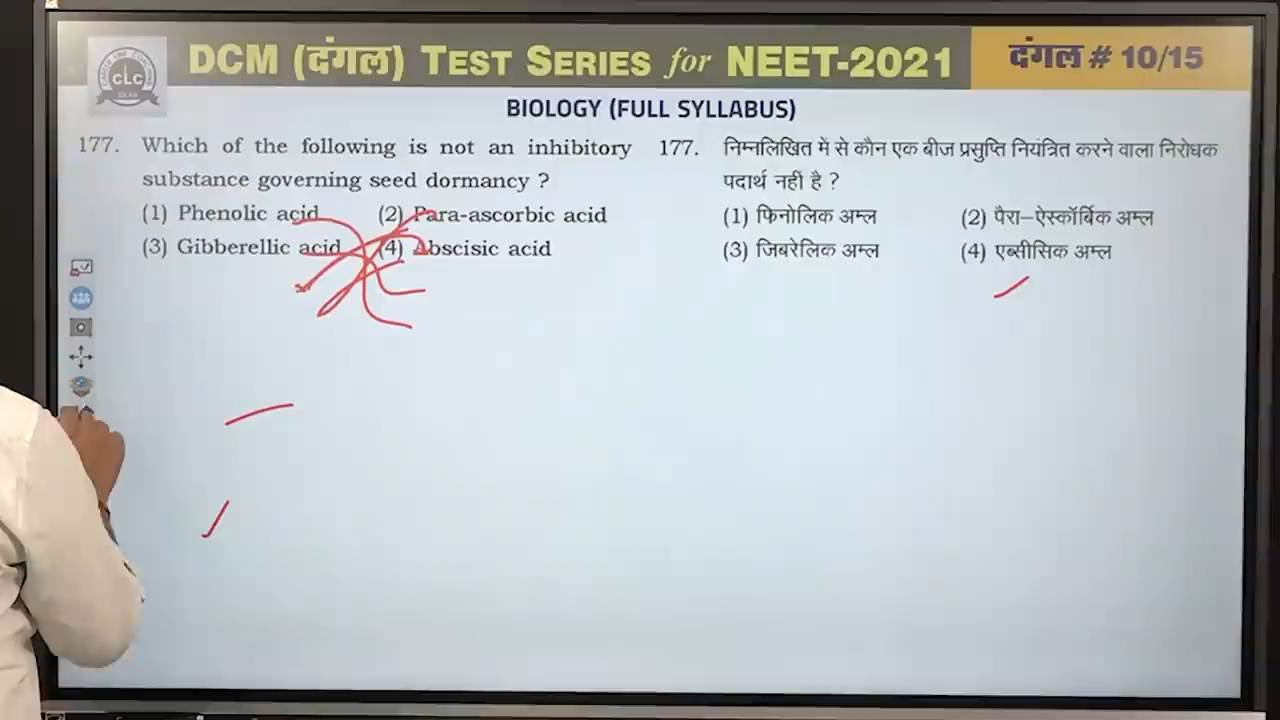 CLC
DCM (दंगल) TEST SERIES for NEET-2021
दंगल # 10/15
BIOLOGY (FULL SYLLABUS)
177. Which of the following is not an inhibitory
substance governing seed dormancy ?
(1) Phenolic acid (2) Para-ascorbic acid
(3) Gibberellic acid (4) Abscisic acid
177. निम्नलिखित में से कौन एक बीज प्रसुप्ति नियंत्रित करने वाला निरोधक
पदार्थ नहीं है ?
(1) फिनोलिक अम्ल (2) पैरा–ऐस्कॉर्बिक अम्ल
(3) जिबरेलिक अम्ल (4) एब्सीसिक अम्ल